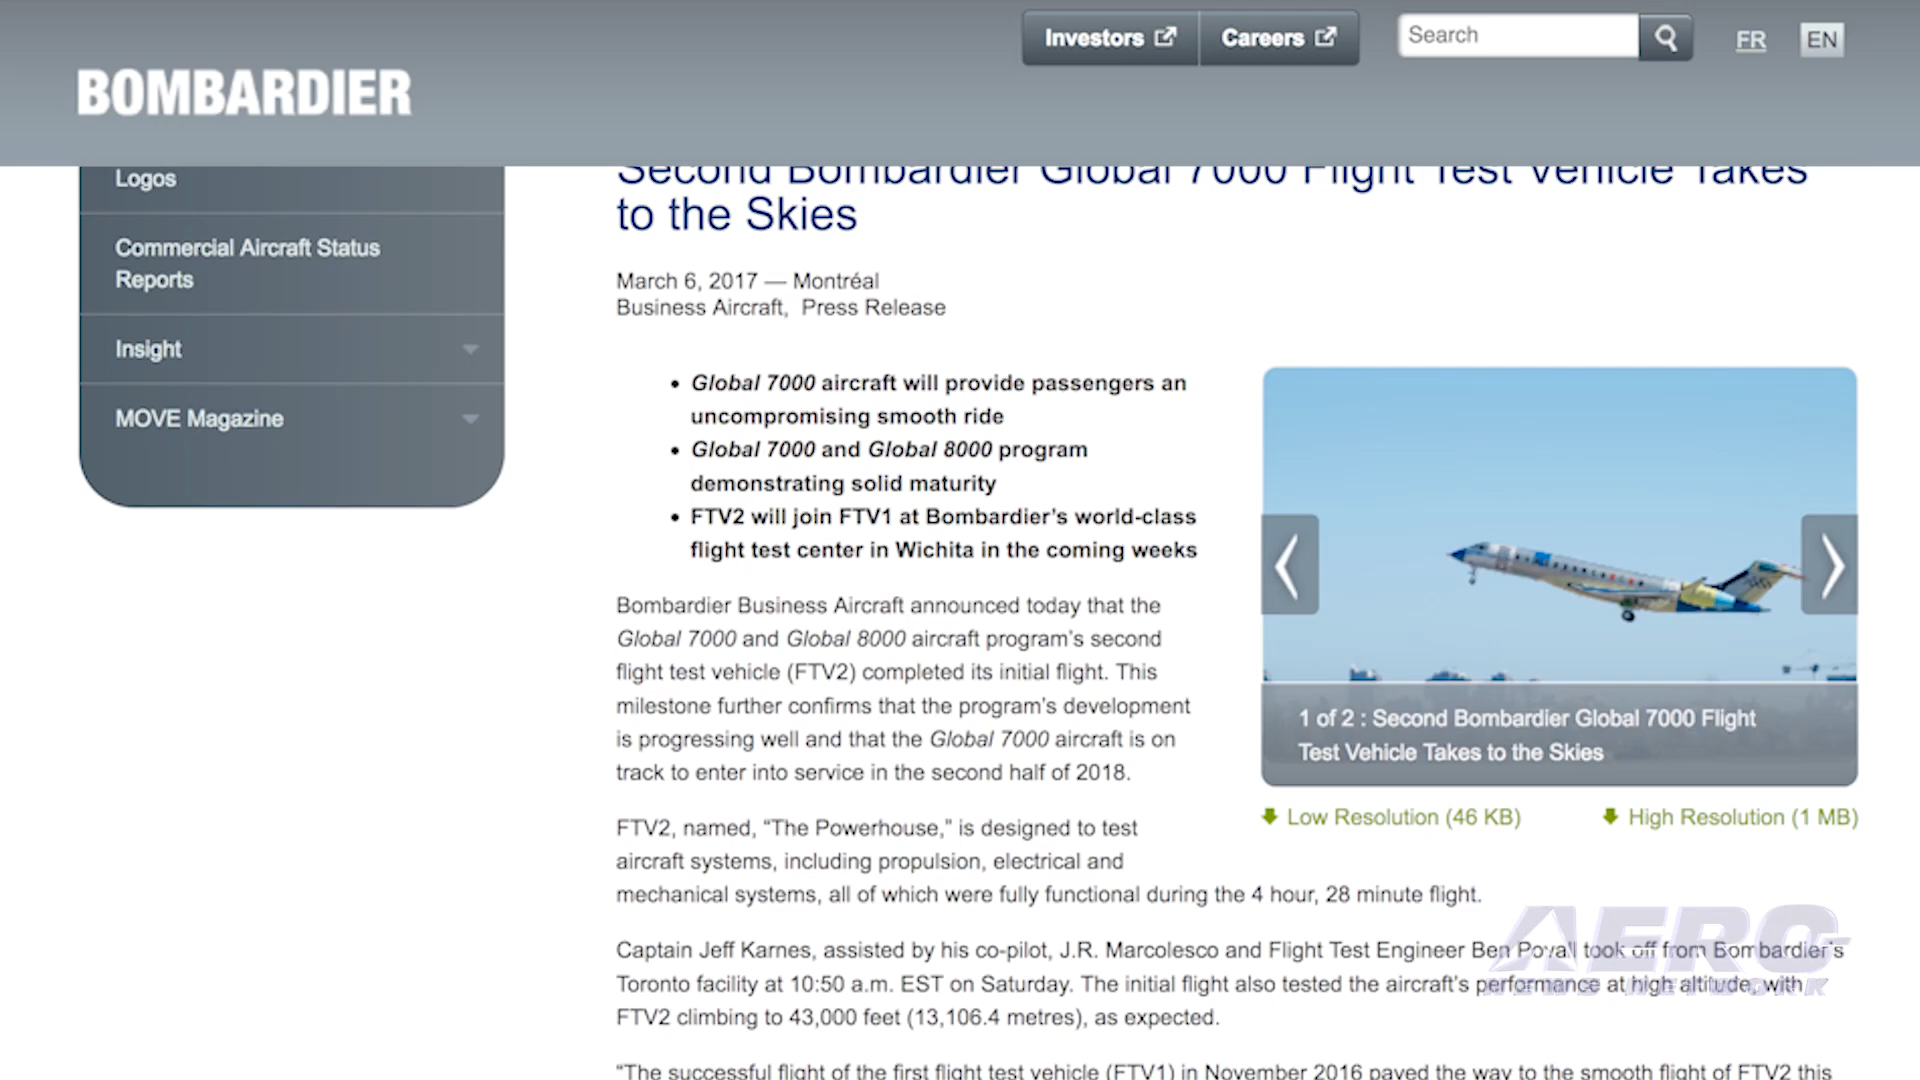 Investors
Careers
Search
FR
EN
BOMBARDIER
Logos
Commercial Aircraft Status
Reports
Insight
MOVE Magazine
Second Bombardier Global 7000 Flight Test Vehicle Takes
to the Skies
March 6, 2017 — Montréal
Business Aircraft, Press Release
• Global 7000 aircraft will provide passengers an
uncompromising smooth ride
• Global 7000 and Global 8000 program
demonstrating solid maturity
• FTV2 will join FTV1 at Bombardier’s world-class
flight test center in Wichita in the coming weeks
Bombardier Business Aircraft announced today that the
Global 7000 and Global 8000 aircraft program’s second
flight test vehicle (FTV2) completed its initial flight. This
milestone further confirms that the program’s development
is progressing well and that the Global 7000 aircraft is on
track to enter into service in the second half of 2018.
1 of 2 : Second Bombardier Global 7000 Flight
Test Vehicle Takes to the Skies
Low Resolution (46 KB)
High Resolution (1 MB)
FTV2, named, “The Powerhouse,” is designed to test
aircraft systems, including propulsion, electrical and
mechanical systems, all of which were fully functional during the 4 hour, 28 minute flight.
Captain Jeff Karnes, assisted by his co-pilot, J.R. Marcolesco and Flight Test Engineer Ben Povall took off from Bombardier’s
Toronto facility at 10:50 a.m. EST on Saturday. The initial flight also tested the aircraft’s performance at high altitude, with
FTV2 climbing to 43,000 feet (13,106.4 metres), as expected.
“The successful flight of the first flight test vehicle (FTV1) in November 2016 paved the way to the smooth flight of FTV2 this
AERO
NEWS NETWORK